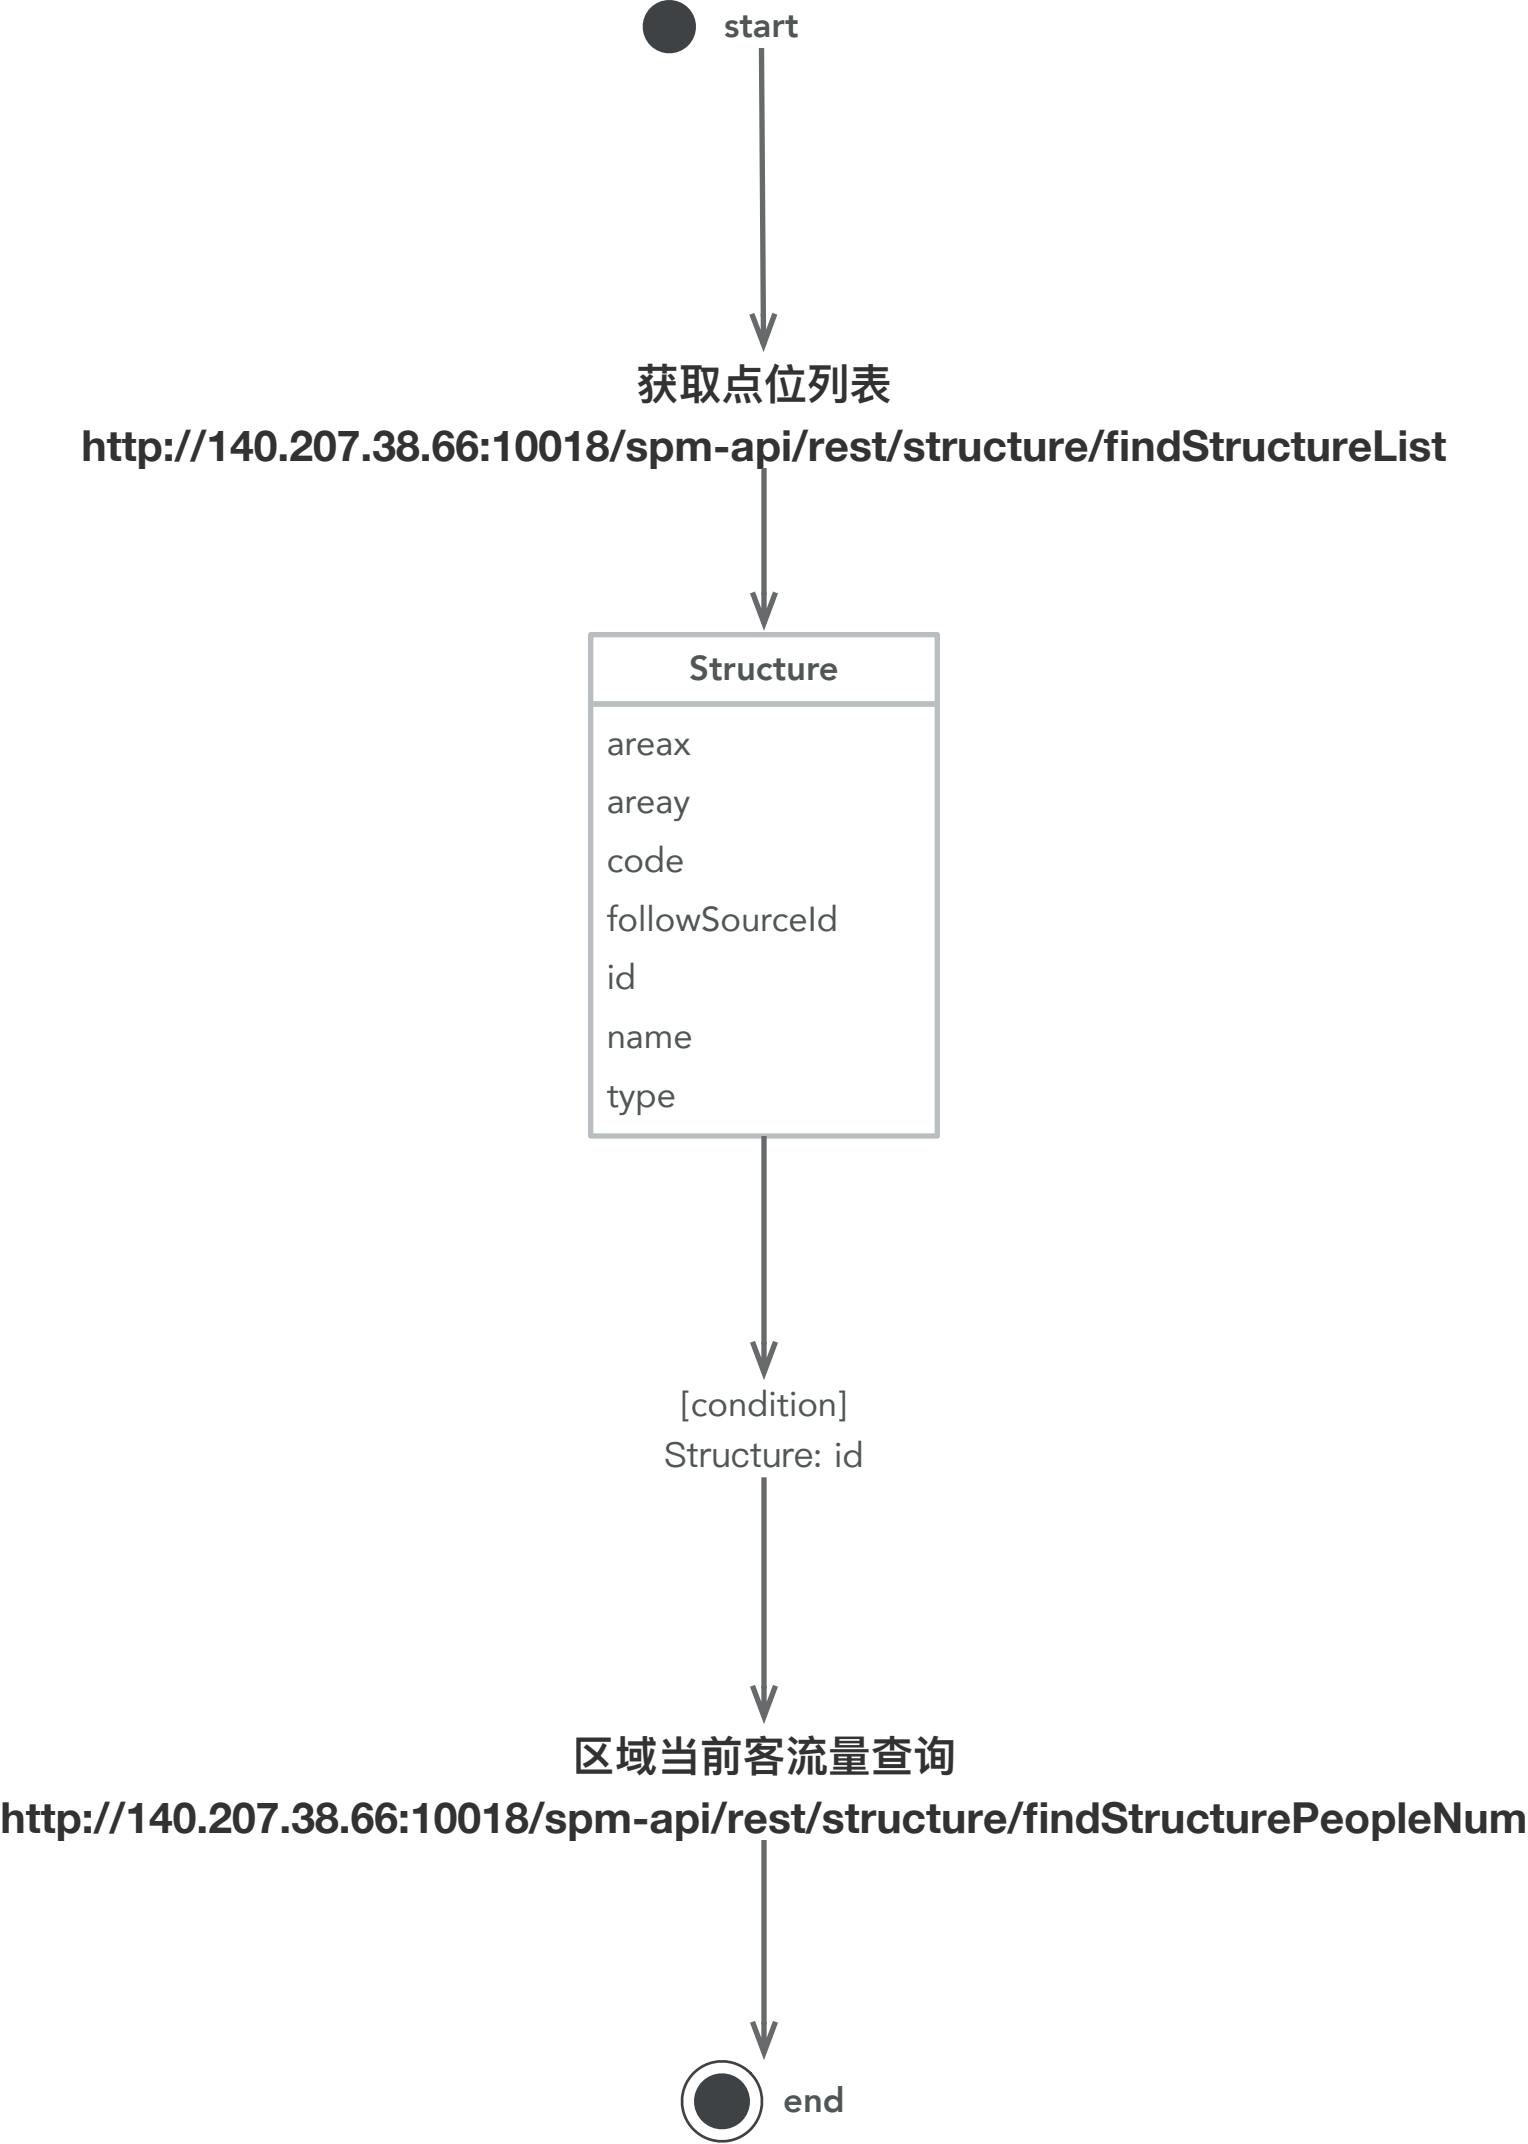 start
获取点位列表
http://140.207.38.66:10018/spm-api/rest/structure/findStructureList
Structure
areax
areay
code
followSourceId
id
name
type
[condition]
Structure: id
区域当前客流量查询
http://140.207.38.66:10018/spm-api/rest/structure/findStructurePeopleNum
end